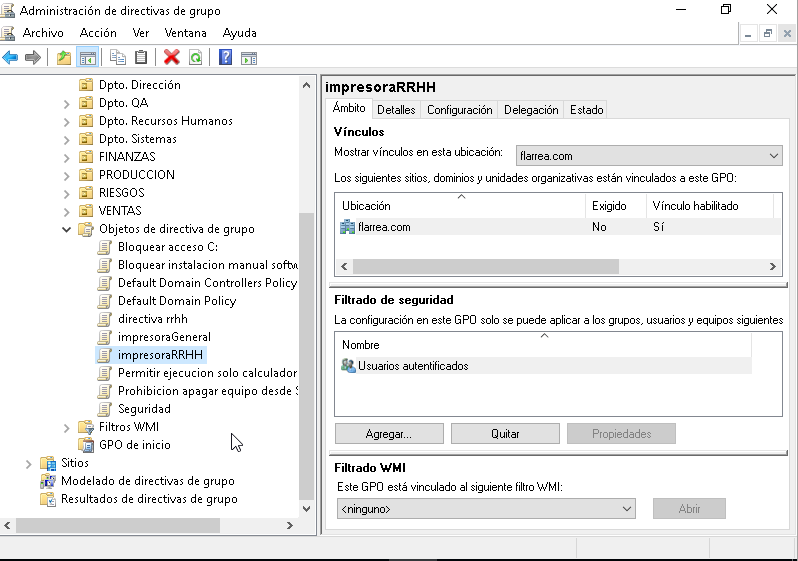 Administración de directivas de grupo
Archivo Acción Ver Ventana Ayuda
Dpto. Dirección
Dpto. QA
Dpto. Recursos Humanos
Dpto. Sistemas
FINANZAS
PRODUCCION
RIESGOS
VENTAS
Objetos de directiva de grupo
Bloquear acceso C:
Bloquear instalacion manual softw
Default Domain Controllers Policy
Default Domain Policy
directiva rrhh
impresoraGeneral
impresoraRRHH
Permitir ejecucion solo calculador
Prohibicion apagar equipo desde S
Seguridad
Filtros WMI
GPO de inicio
Sitios
Modelado de directivas de grupo
Resultados de directivas de grupo
impresoraRRHH
Ámbito Detalles Configuración Delegación Estado
Vínculos
Mostrar vínculos en esta ubicación: flarrea.com
Los siguientes sitios, dominios y unidades organizativas están vinculados a este GPO:
Ubicación Exigido Vínculo habilitado
flarrea.com No Sí
Filtrado de seguridad
La configuración en este GPO solo se puede aplicar a los grupos, usuarios y equipos siguientes
Nombre
Usuarios autentificados
Agregar... Quitar Propiedades
Filtrado WMI
Este GPO está vinculado al siguiente filtro WMI:
<ninguno> Abrir